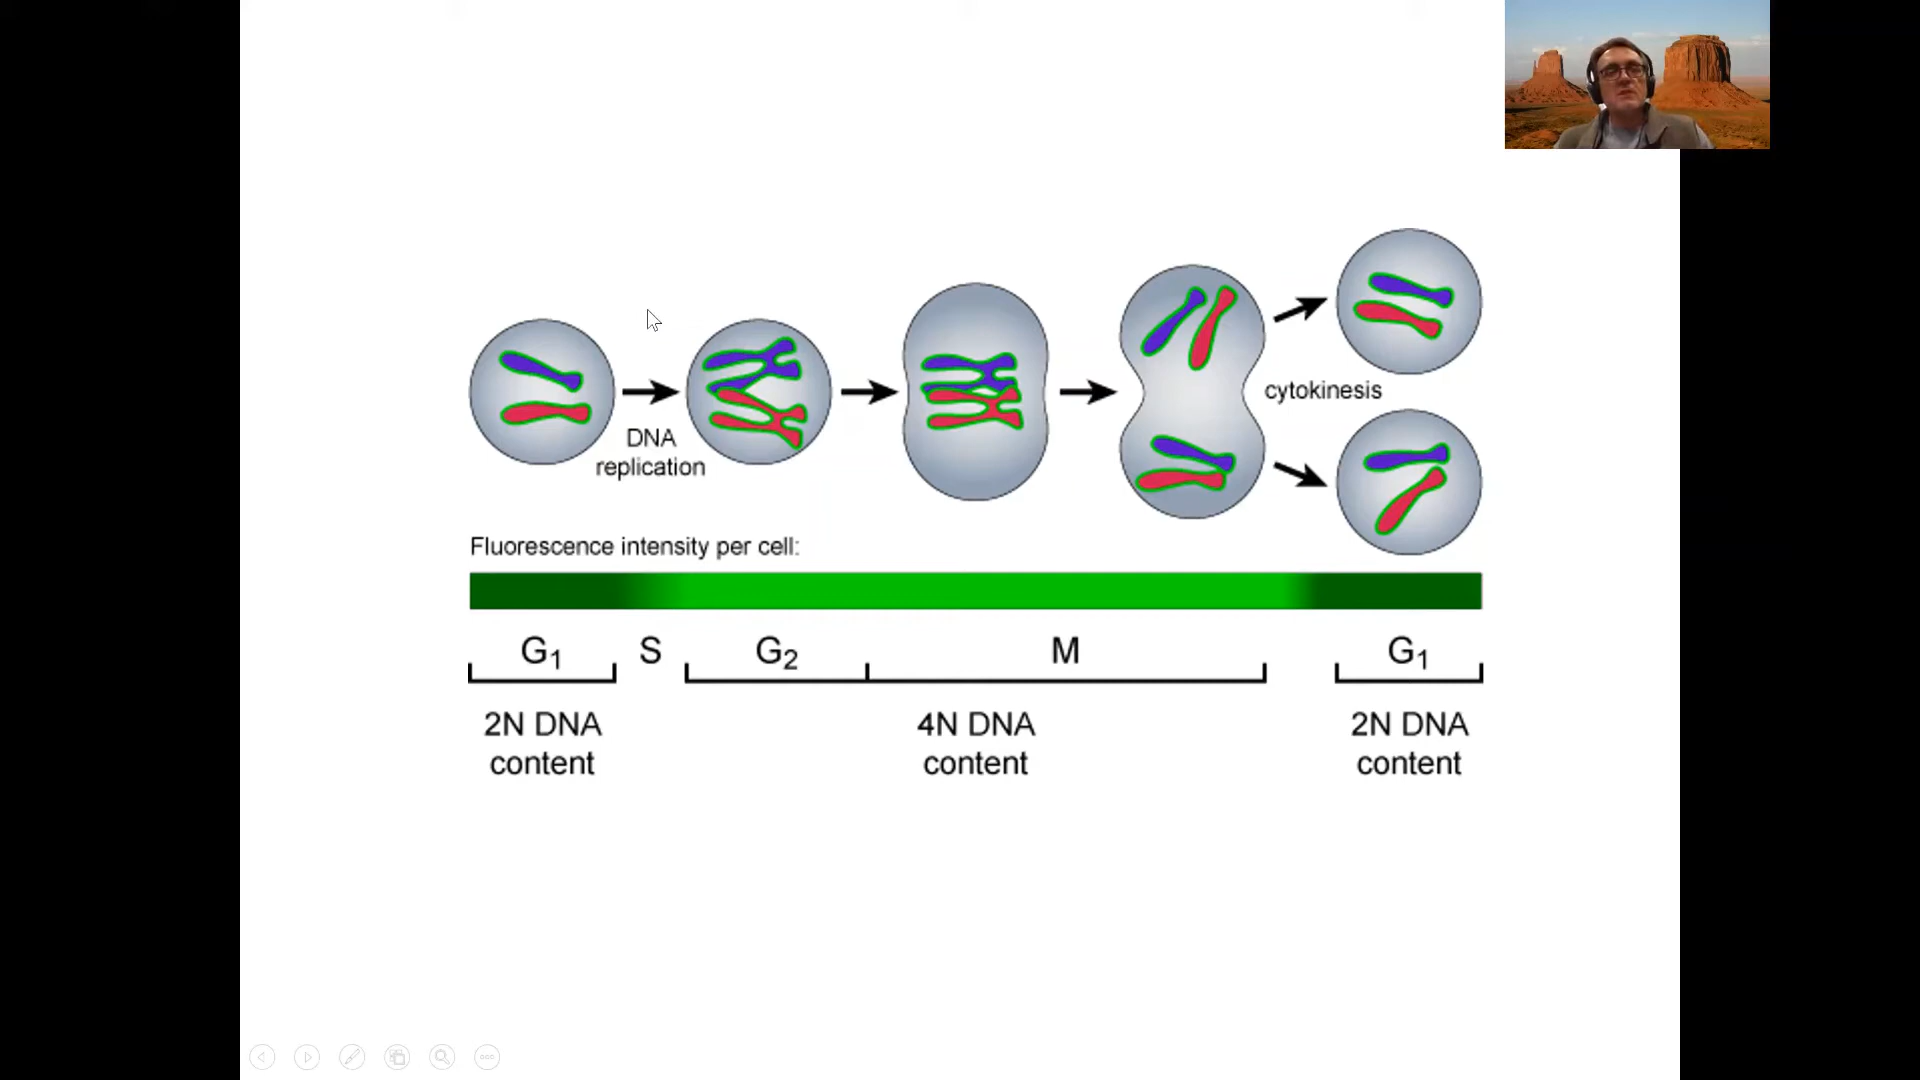 DNA
replication
cytokinesis
Fluorescence intensity per cell:
G₁ S G₂ M G₁
2N DNA
content
4N DNA
content
2N DNA
content